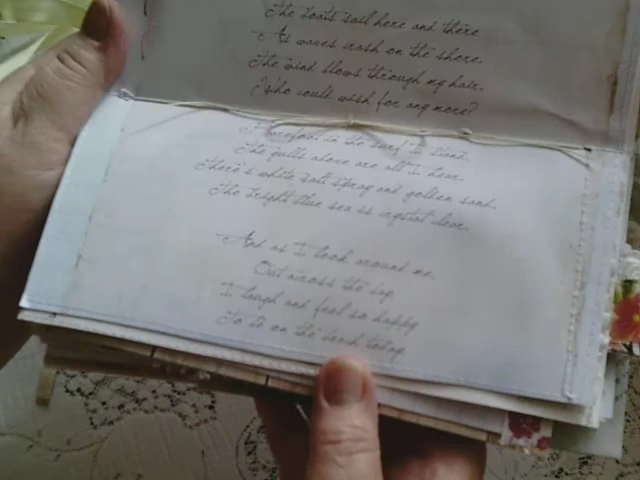 The boats sail here and there
As waves crash on the shore.
The wind blows through my hair.
Who could wish for any more?
Barefoot in the surf I stand.
The gulls above are all I hear.
There's white salt spray and golden sand.
The bright blue sea is crystal clear.
And as I look around me
Out across the bay
I laugh and feel so happy
To be on the beach today